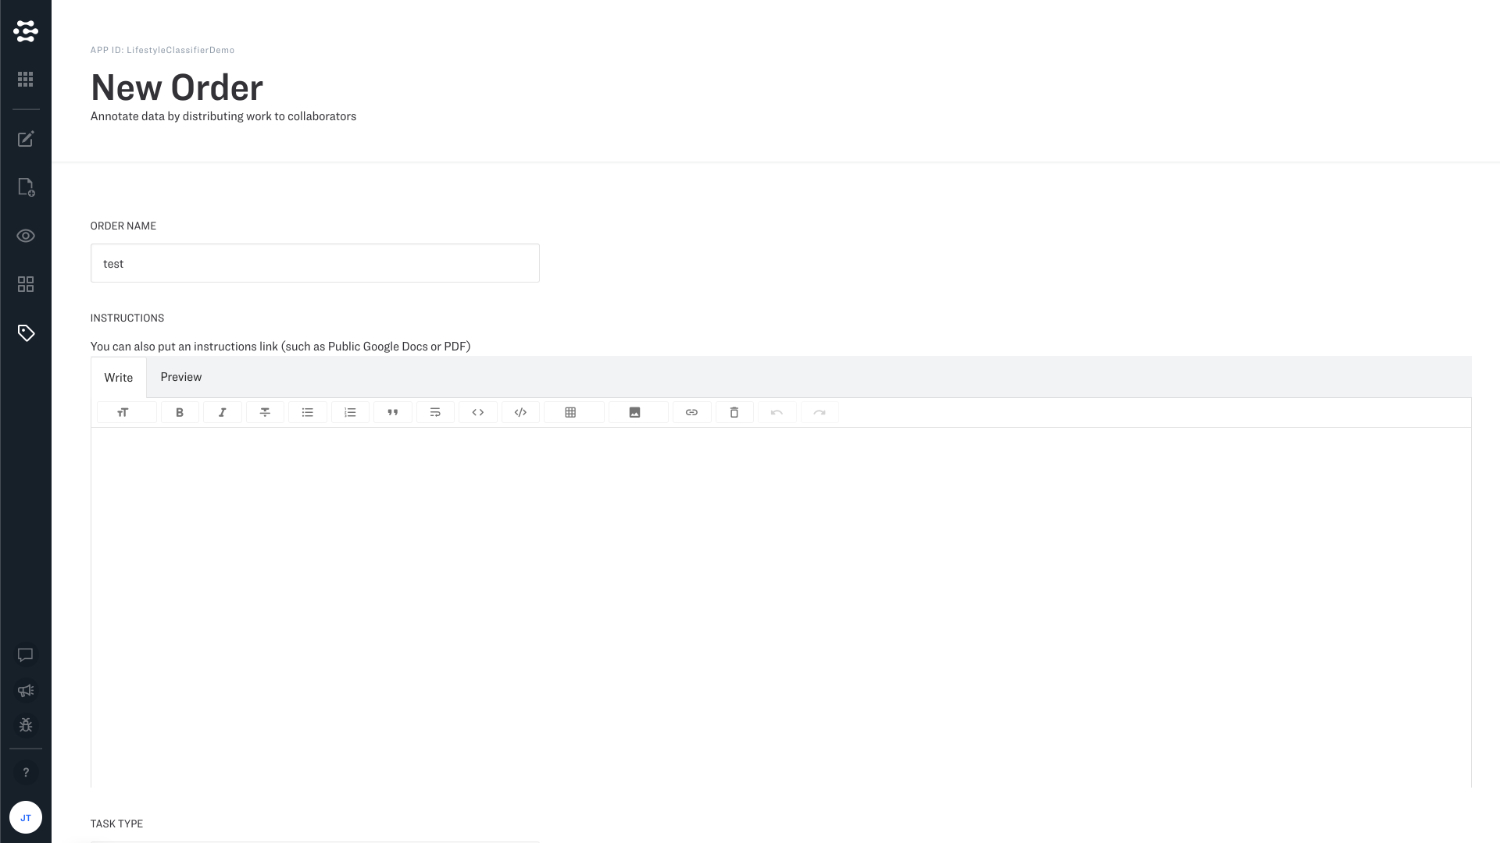 APP ID: LifestyleClassifierDemo
New Order
Annotate data by distributing work to collaborators
ORDER NAME
test
INSTRUCTIONS
You can also put an instructions link (such as Public Google Docs or PDF)
Write
Preview
TASK TYPE
JT